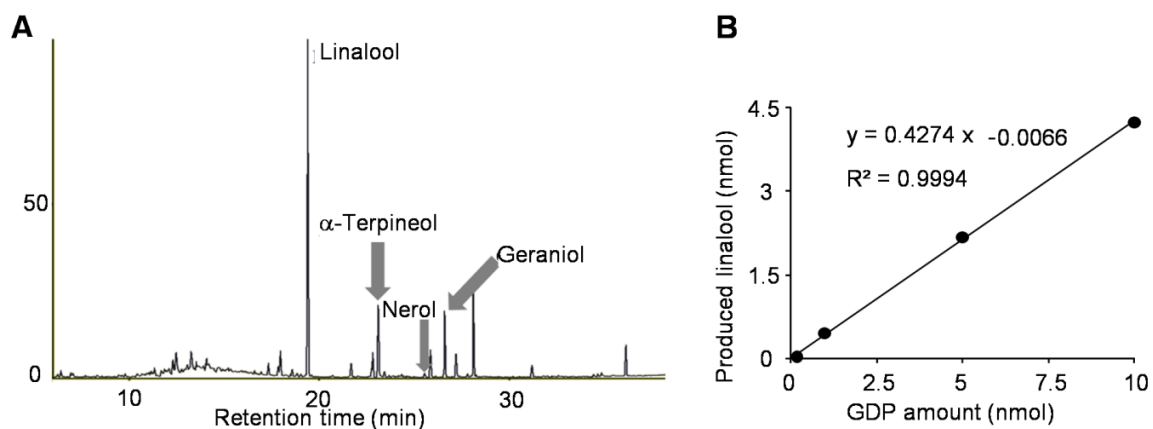 A
Linalool
50
α-Terpineol
Geraniol
Nerol
0
10
20
30
Retention time (min)
B
Produced linalool (nmol)
4.5
3
1.5
0
y = 0.4274 x -0.0066
R² = 0.9994
0
2.5
5
7.5
10
GDP amount (nmol)